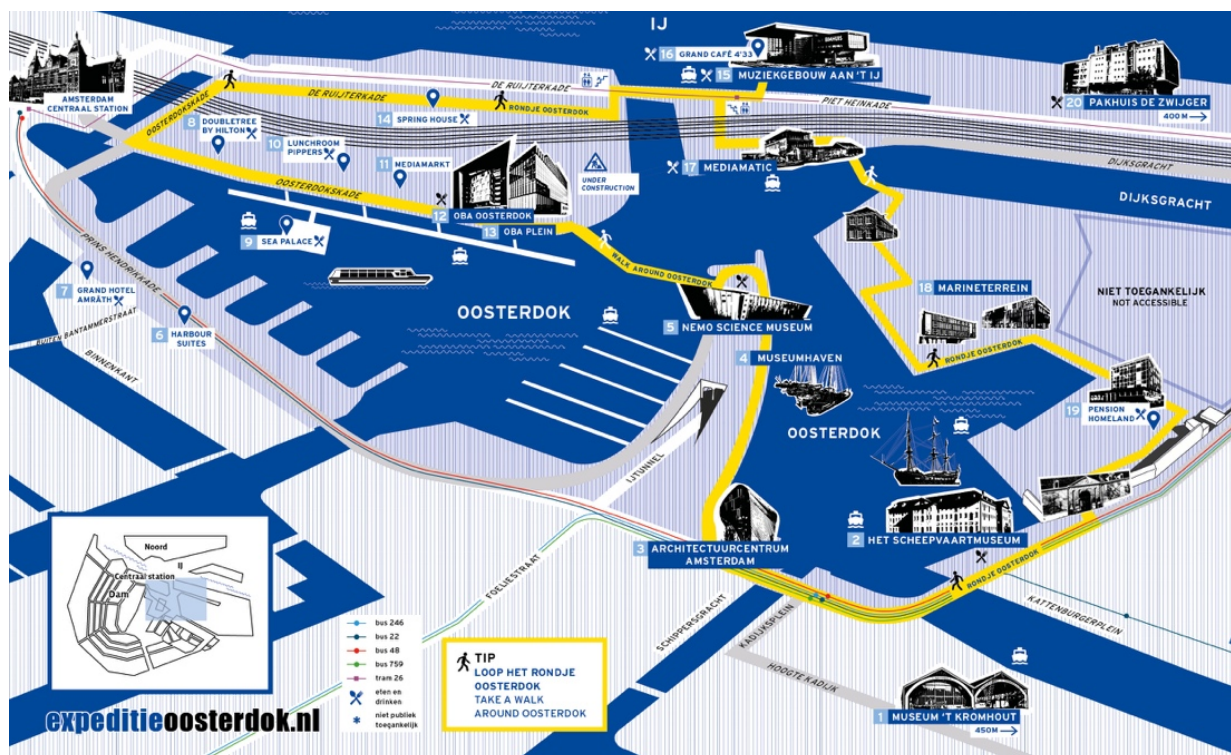 IJ
16 GRAND CAFÉ 4'33
15 MUZIEKGEBOUW AAN 'T IJ
20 PAKHUIS DE ZWIJGER
400 M →
AMSTERDAM
CENTRAAL STATION
DE RUIJTERKADE
DE RUIJTERKADE
RONDJE OOSTERDOK
PIET HEINKADE
OOSTERDOKSKADE
8 DOUBLETREE
BY HILTON
14 SPRING HOUSE
10 LUNCHROOM
PIPPERS
11 MEDIAMARKT
UNDER
CONSTRUCTION
17 MEDIAMATIC
DIJKSGRACHT
DIJKSGRACHT
OOSTERDOKSKADE
12 OBA OOSTERDOK
13 OBA PLEIN
9 SEA PALACE
WALK AROUND OOSTERDOK
PRINS HENDRIKKADE
7 GRAND HOTEL
AMRÂTH
BUITEN BANTAMMERSTRAAT
BINNENKANT
6 HARBOUR
SUITES
OOSTERDOK
5 NEMO SCIENCE MUSEUM
4 MUSEUMHAVEN
18 MARINETERREIN
NIET TOEGANKELIJK
NOT ACCESSIBLE
RONDJE OOSTERDOK
19 PENSION
HOMELAND
OOSTERDOK
IJTUNNEL
FOELIESTRAAT
3 ARCHITECTUURCENTRUM
AMSTERDAM
2 HET SCHEEPVAARTMUSEUM
RONDJE OOSTERDOK
SCHIPPERSGRACHT
KADIJKSPLEIN
HOOGTE KADIJK
KATTENBURGERPLEIN
1 MUSEUM 'T KROMHOUT
450M →
Noord
IJ
Centraal station
Dam
bus 246
bus 22
bus 48
bus 759
tram 26
eten en
drinken
niet publiek
toegankelijk
TIP
LOOP HET RONDJE
OOSTERDOK
TAKE A WALK
AROUND OOSTERDOK
expeditieoosterdok.nl